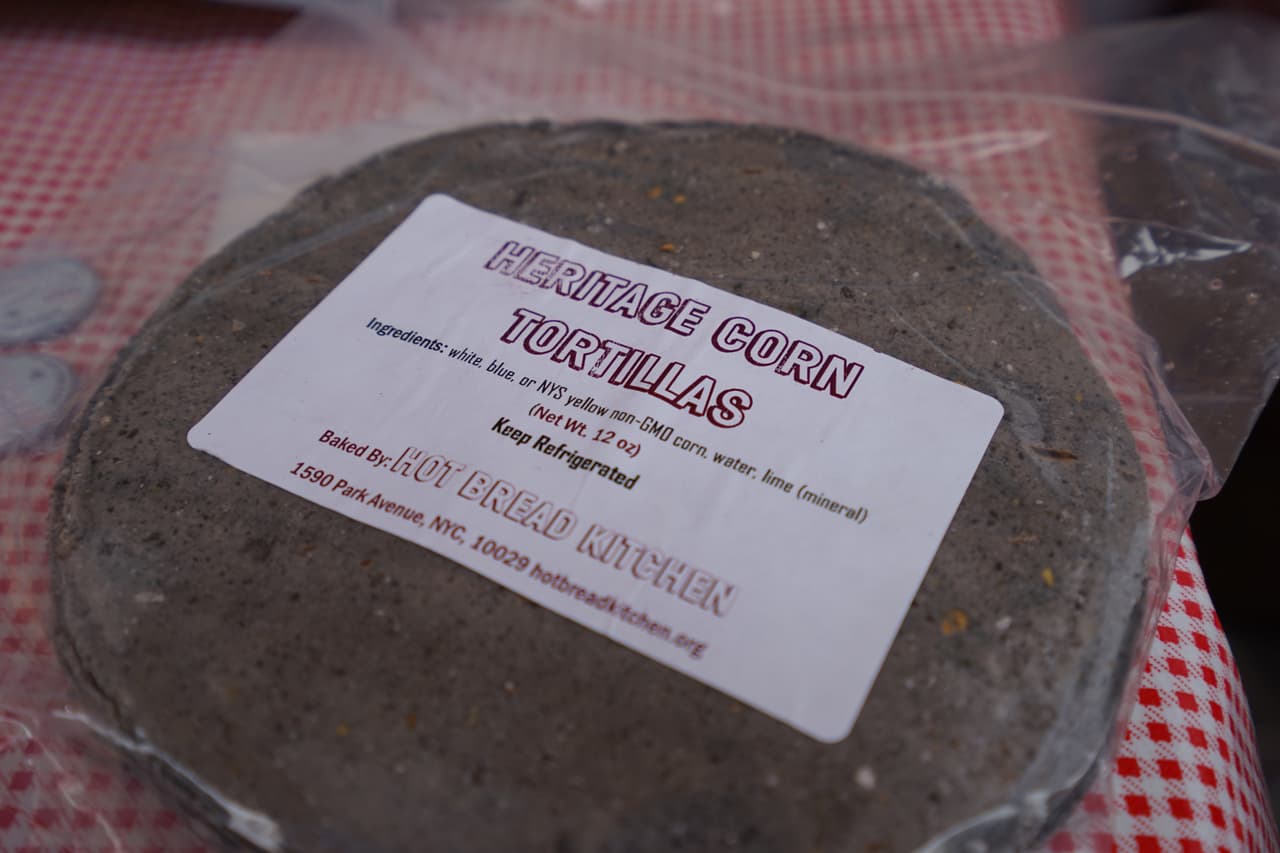 HERITAGE CORN
TORTILLAS
Ingredients: white, blue, or NYS yellow non-GMO corn, water, lime (mineral)
(Net Wt. 12 oz)
Keep Refrigerated
Baked By: HOT BREAD KITCHEN
1590 Park Avenue, NYC, 10029 hotbreadkitchen.org